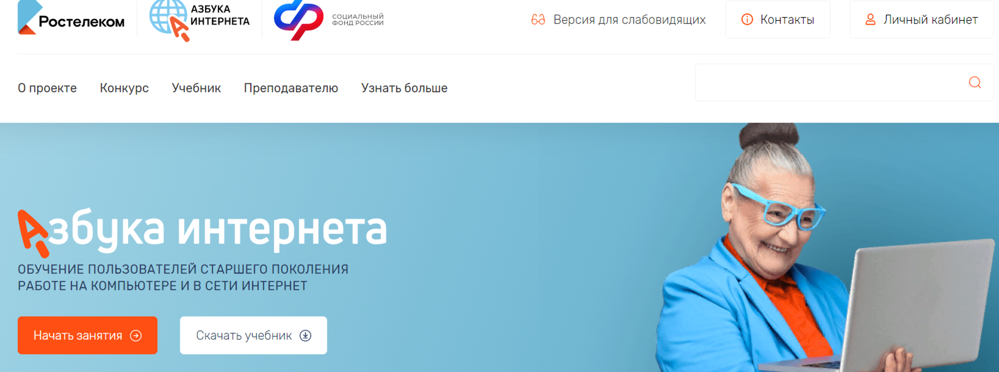 Ростелеком
АЗБУКА
ИНТЕРНЕТА
СОЦИАЛЬНЫЙ
ФОНД РОССИИ
Версия для слабовидящих
Контакты
Личный кабинет
О проекте
Конкурс
Учебник
Преподавателю
Узнать больше
Азбука интернета
ОБУЧЕНИЕ ПОЛЬЗОВАТЕЛЕЙ СТАРШЕГО ПОКОЛЕНИЯ
РАБОТЕ НА КОМПЬЮТЕРЕ И В СЕТИ ИНТЕРНЕТ
Начать занятия
Скачать учебник